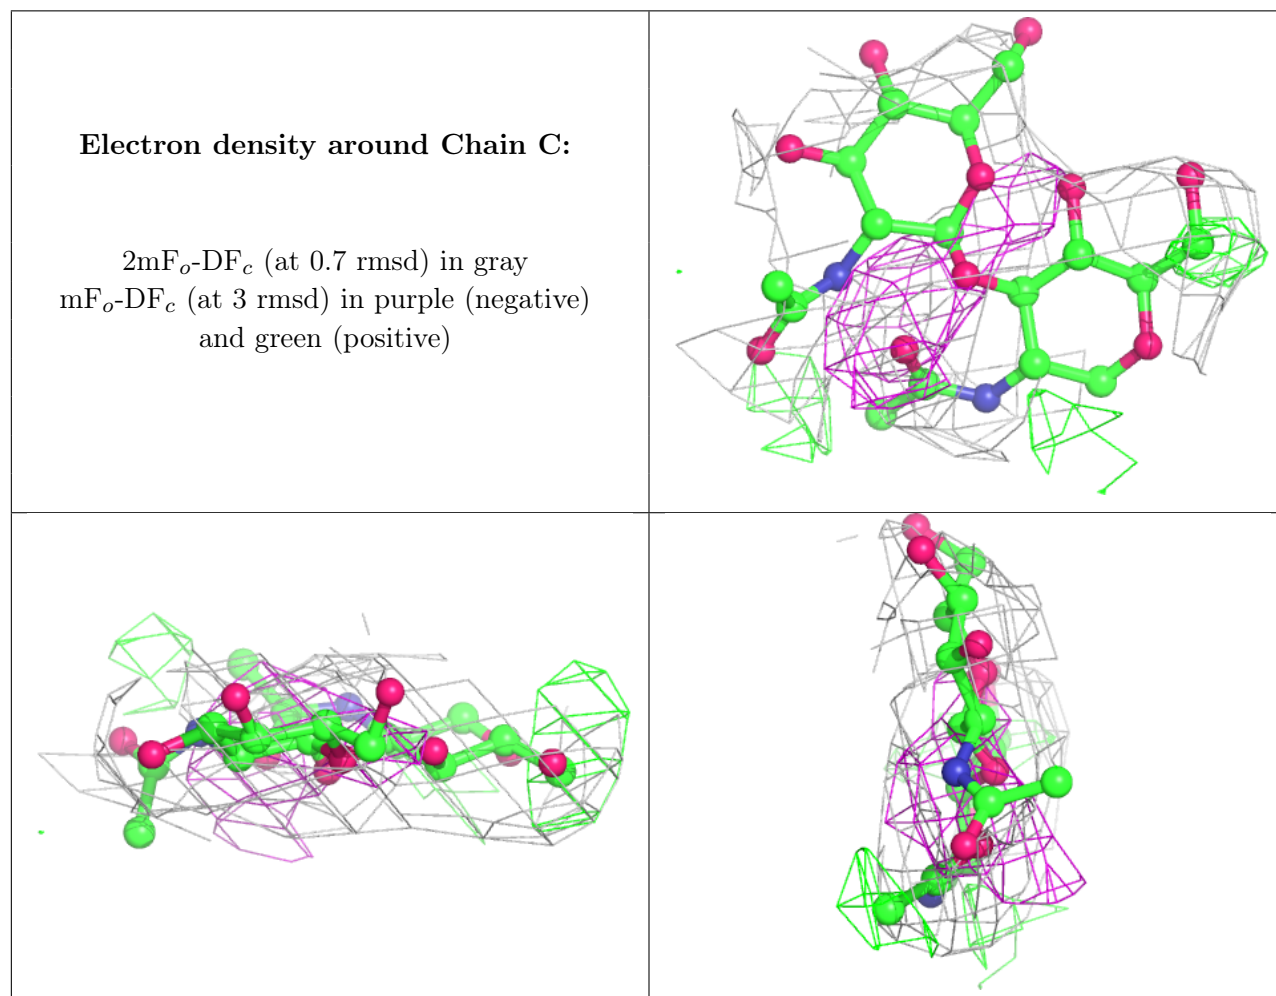 Electron density around Chain C:
2mFo-DFc (at 0.7 rmsd) in gray
mFo-DFc (at 3 rmsd) in purple (negative)
and green (positive)